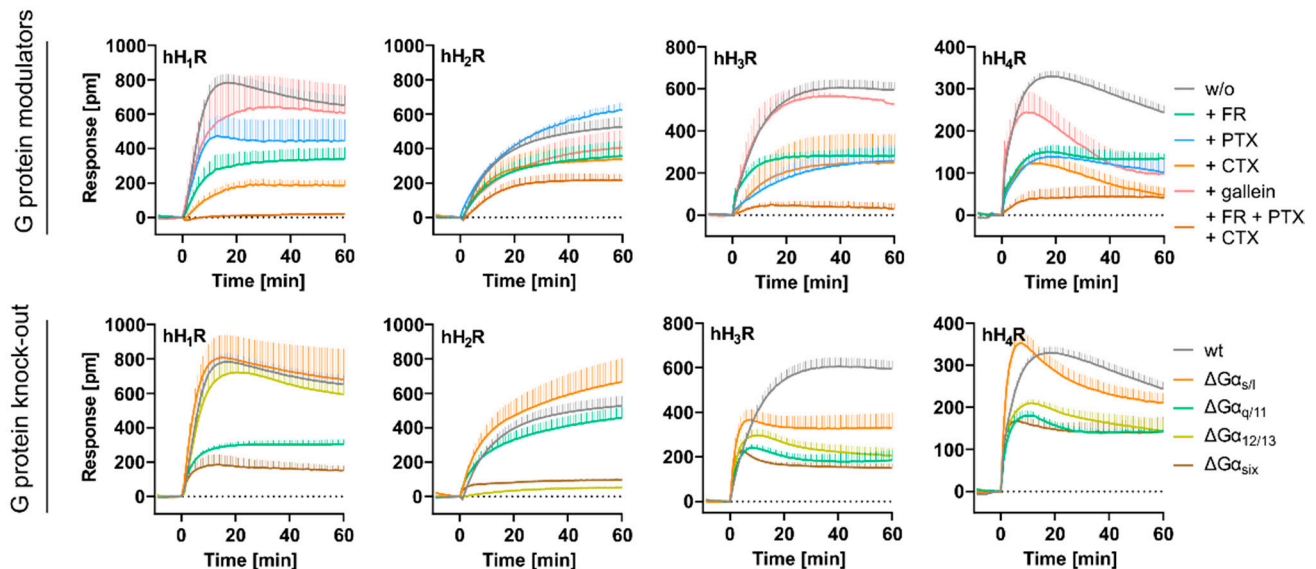 G protein modulators
Response [pm]
1000
800
600
400
200
0
hH₁R
0 20 40 60
Time [min]
1000
800
600
400
200
0
hH₂R
0 20 40 60
Time [min]
800
600
400
200
0
hH₃R
0 20 40 60
Time [min]
400
300
200
100
0
hH₄R
0 20 40 60
Time [min]
w/o
+ FR
+ PTX
+ CTX
+ gallein
+ FR + PTX
+ CTX
G protein knock-out
Response [pm]
1000
800
600
400
200
0
hH₁R
0 20 40 60
Time [min]
1000
800
600
400
200
0
hH₂R
0 20 40 60
Time [min]
800
600
400
200
0
hH₃R
0 20 40 60
Time [min]
400
300
200
100
0
hH₄R
0 20 40 60
Time [min]
wt
ΔGαs/l
ΔGαq/11
ΔGα12/13
ΔGαsix